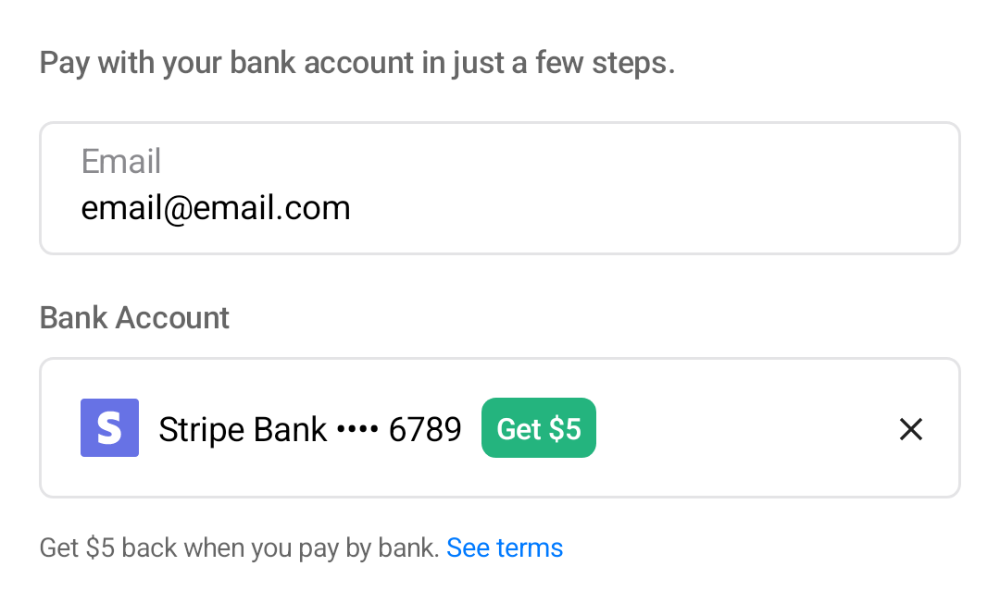 Pay with your bank account in just a few steps.
Email
email@email.com
Bank Account
S Stripe Bank •••• 6789 Get $5
Get $5 back when you pay by bank. See terms